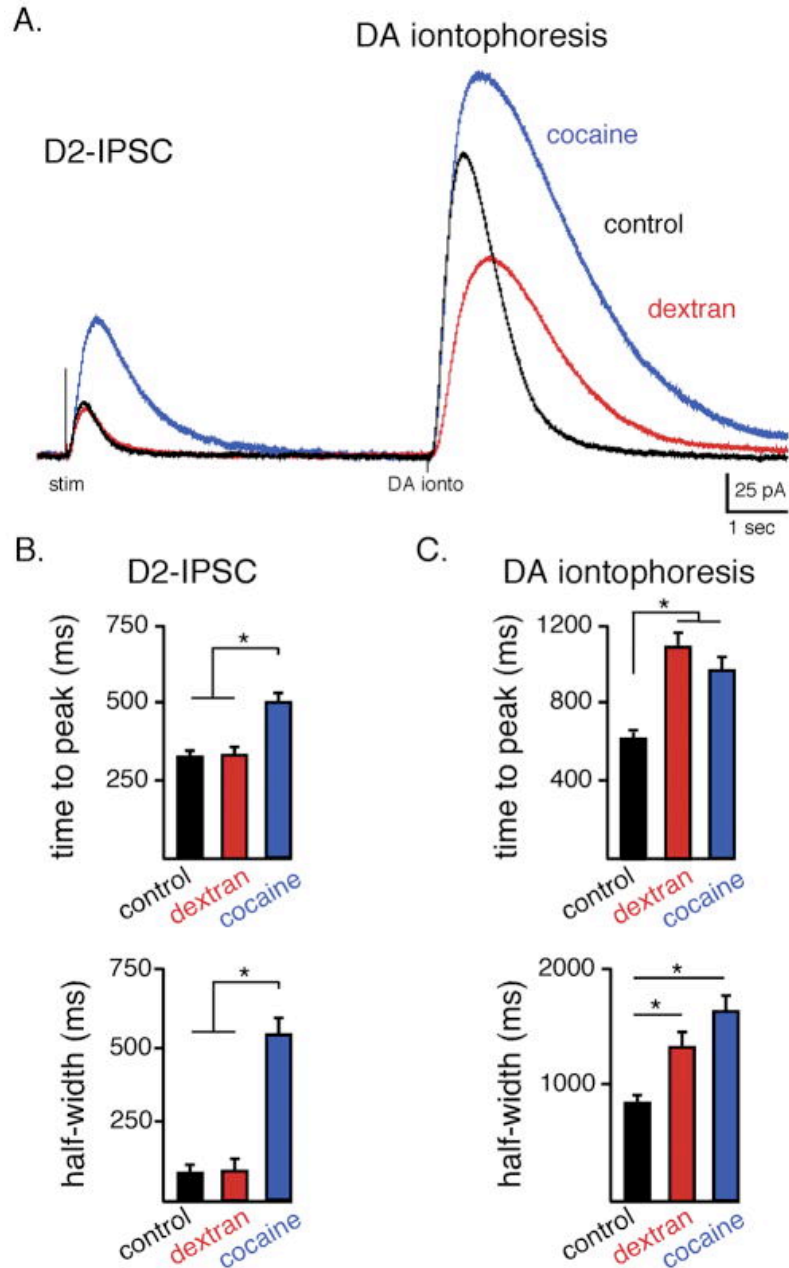 A.
DA iontophoresis
D2-IPSC
cocaine
control
dextran
stim
DA ionto
25 pA
1 sec
B.
D2-IPSC
time to peak (ms)
750
500
250
*
control
dextran
cocaine
half-width (ms)
750
500
250
*
control
dextran
cocaine
C.
DA iontophoresis
time to peak (ms)
1200
800
400
*
control
dextran
cocaine
half-width (ms)
2000
1000
*
*
control
dextran
cocaine